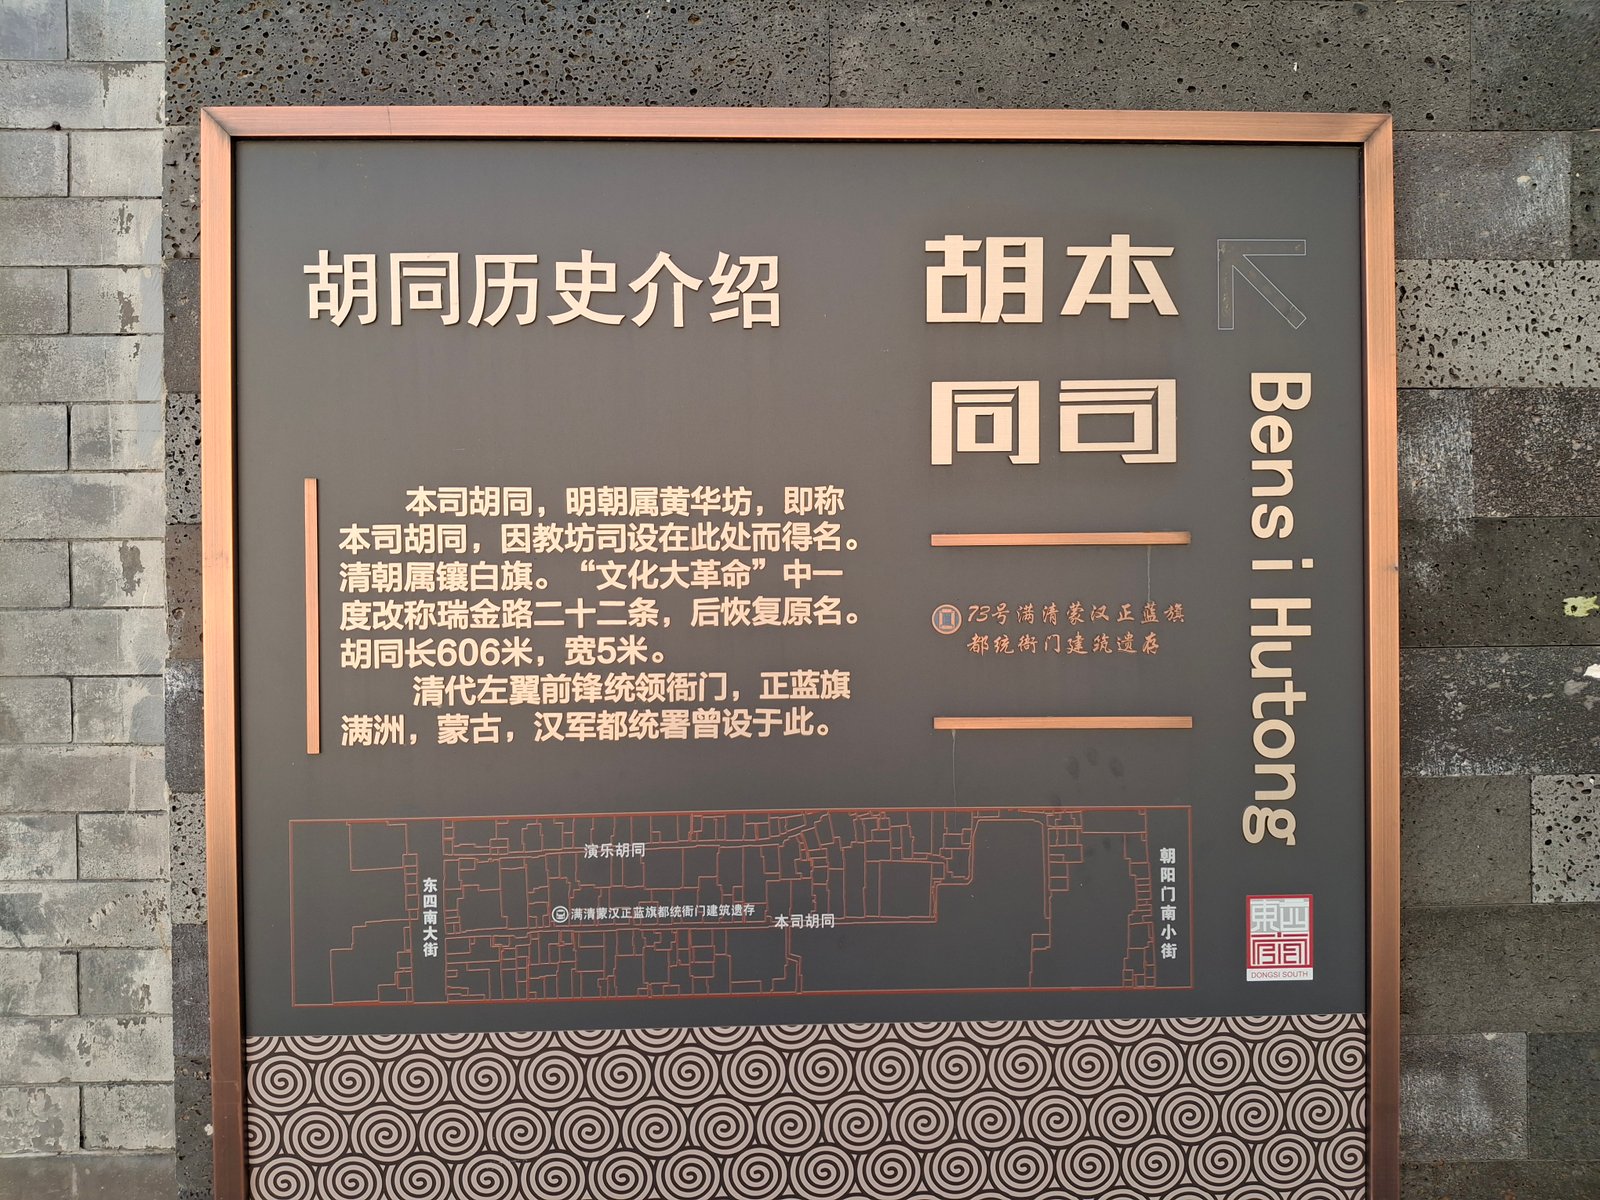 胡同历史介绍
本司胡同，明朝属黄华坊，即称
本司胡同，因教坊司设在此处而得名。
清朝属镶白旗。“文化大革命”中一
度改称瑞金路二十二条，后恢复原名。
胡同长606米，宽5米。
清代左翼前锋统领衙门，正蓝旗
满洲，蒙古，汉军都统署曾设于此。
本司
胡同
Bensi Hutong
73号满清蒙汉正蓝旗
都统衙门建筑遗存
演乐胡同
东四南大街
满清蒙汉正蓝旗都统衙门建筑遗存
本司胡同
朝阳门南小街
東四
南
DONGSI SOUTH